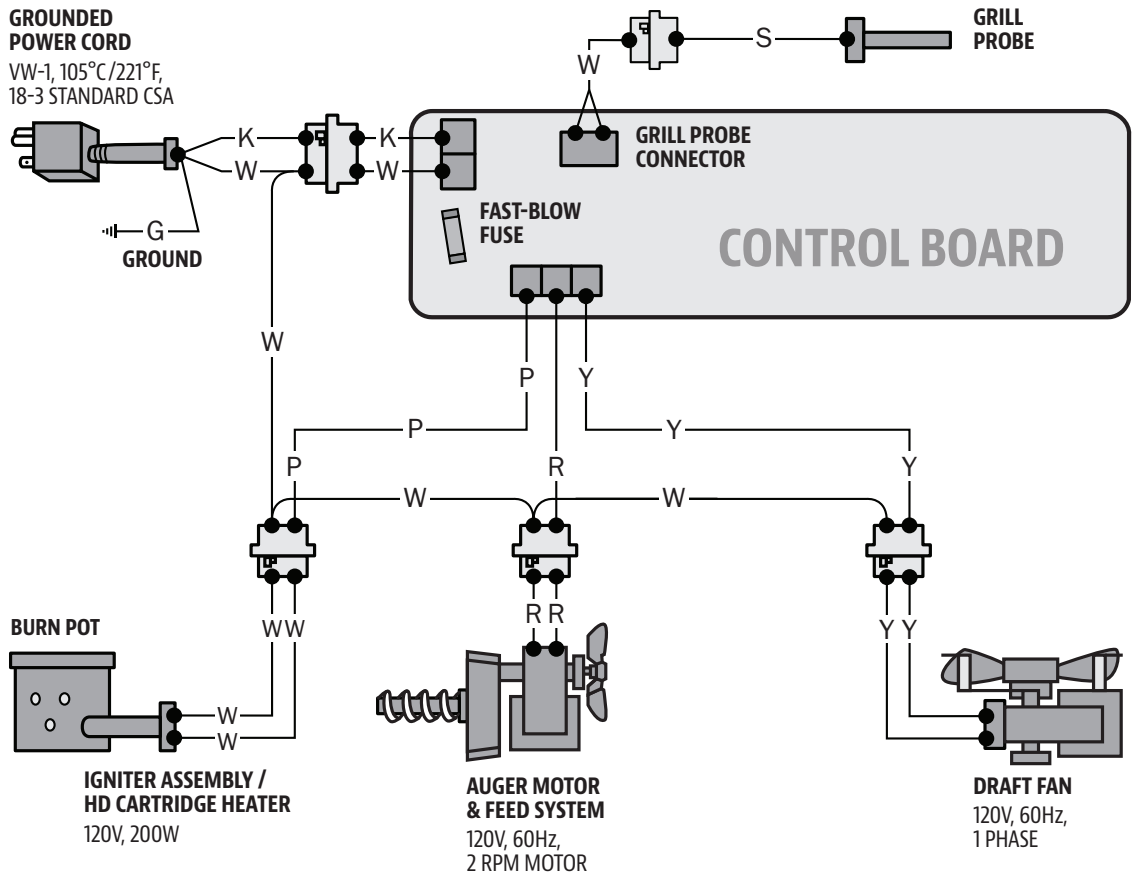 GROUNDED
POWER CORD
VW-1, 105°C/221°F,
18-3 STANDARD CSA
GRILL
PROBE
S
W
K
K
W
W
GRILL PROBE
CONNECTOR
FAST-BLOW
FUSE
G
GROUND
CONTROL BOARD
W
P
Y
P
Y
P
R
Y
W
W
BURN POT
WW
RR
YY
W
W
IGNITER ASSEMBLY /
HD CARTRIDGE HEATER
120V, 200W
AUGER MOTOR
& FEED SYSTEM
120V, 60Hz,
2 RPM MOTOR
DRAFT FAN
120V, 60Hz,
1 PHASE